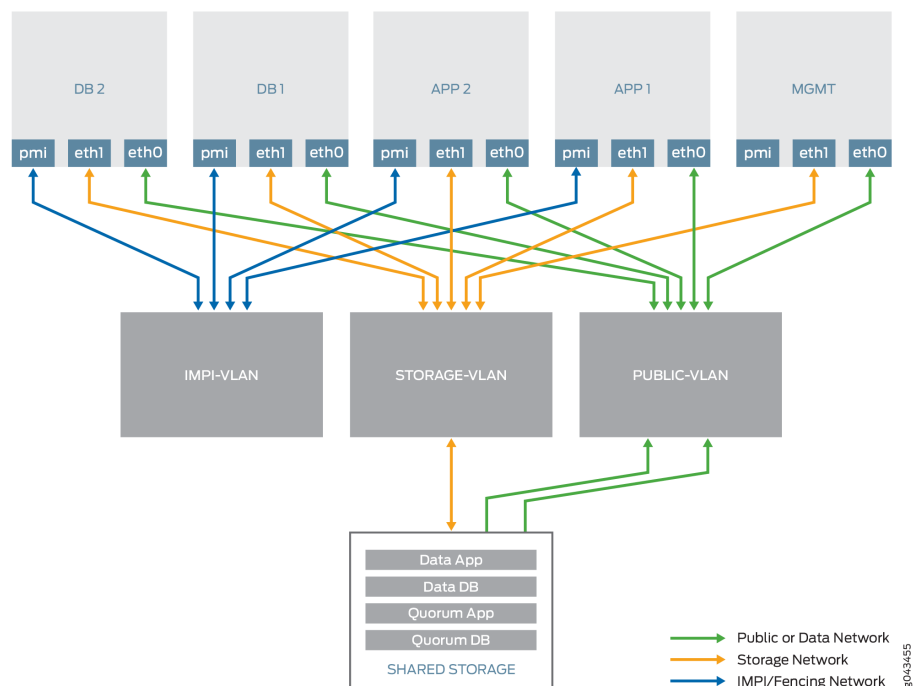 DB 2
DB 1
APP 2
APP 1
MGMT
pmi eth1 eth0
pmi eth1 eth0
pmi eth1 eth0
pmi eth1 eth0
pmi eth1 eth0
IMPI-VLAN
STORAGE-VLAN
PUBLIC-VLAN
Data App
Data DB
Quorum App
Quorum DB
SHARED STORAGE
Public or Data Network
Storage Network
IMPI/Fencing Network
g043455